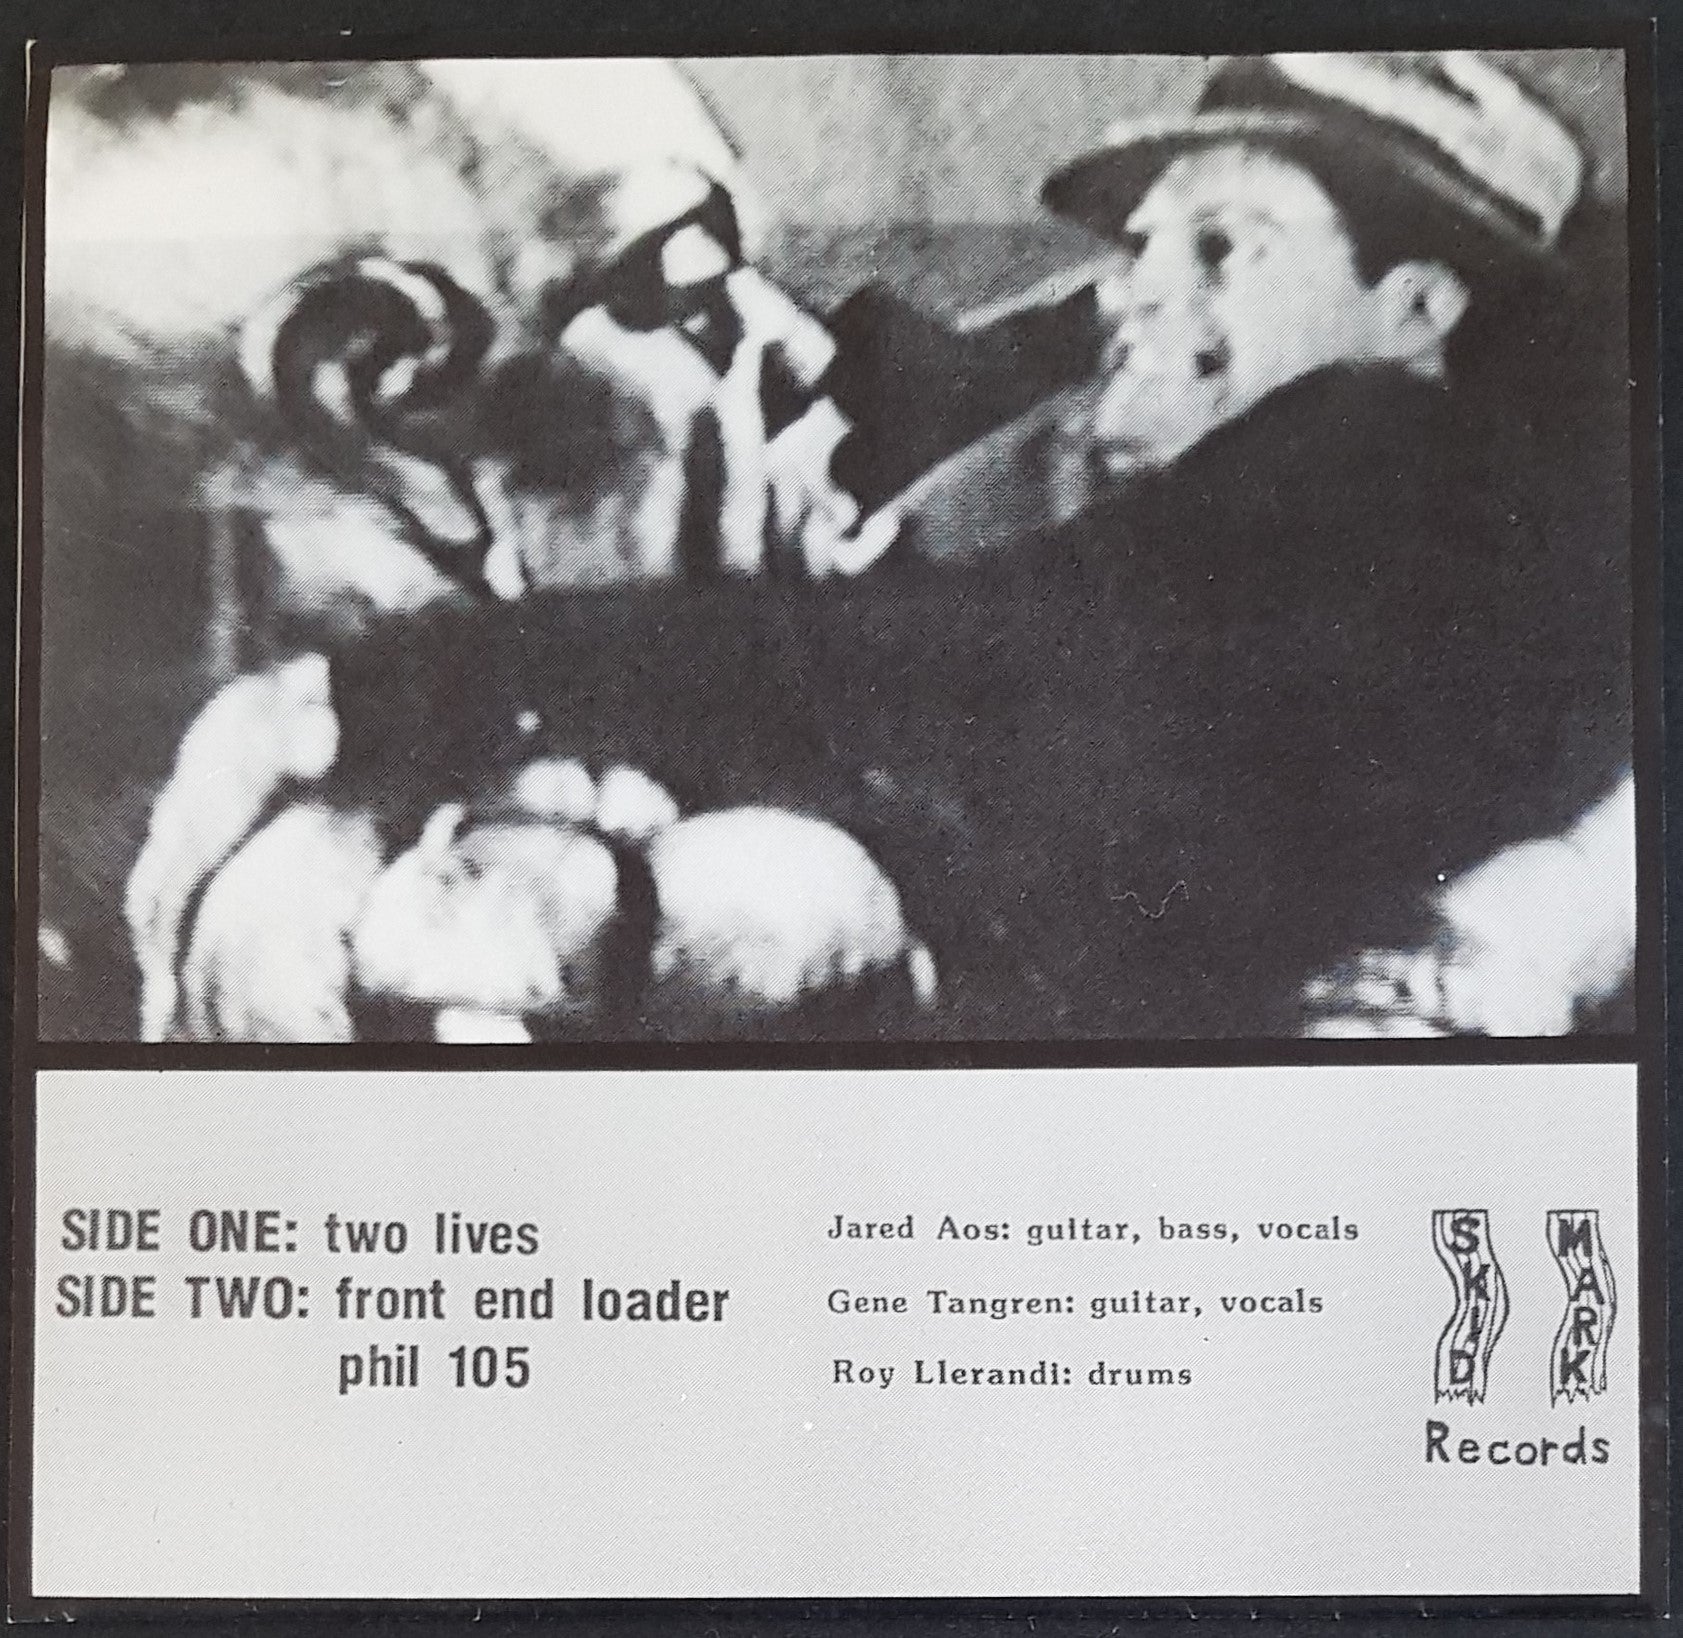 SIDE ONE: two lives
SIDE TWO: front end loader
phil 105
Jared Aos: guitar, bass, vocals
Gene Tangren: guitar, vocals
Roy Llerandi: drums
SKID MARK
Records